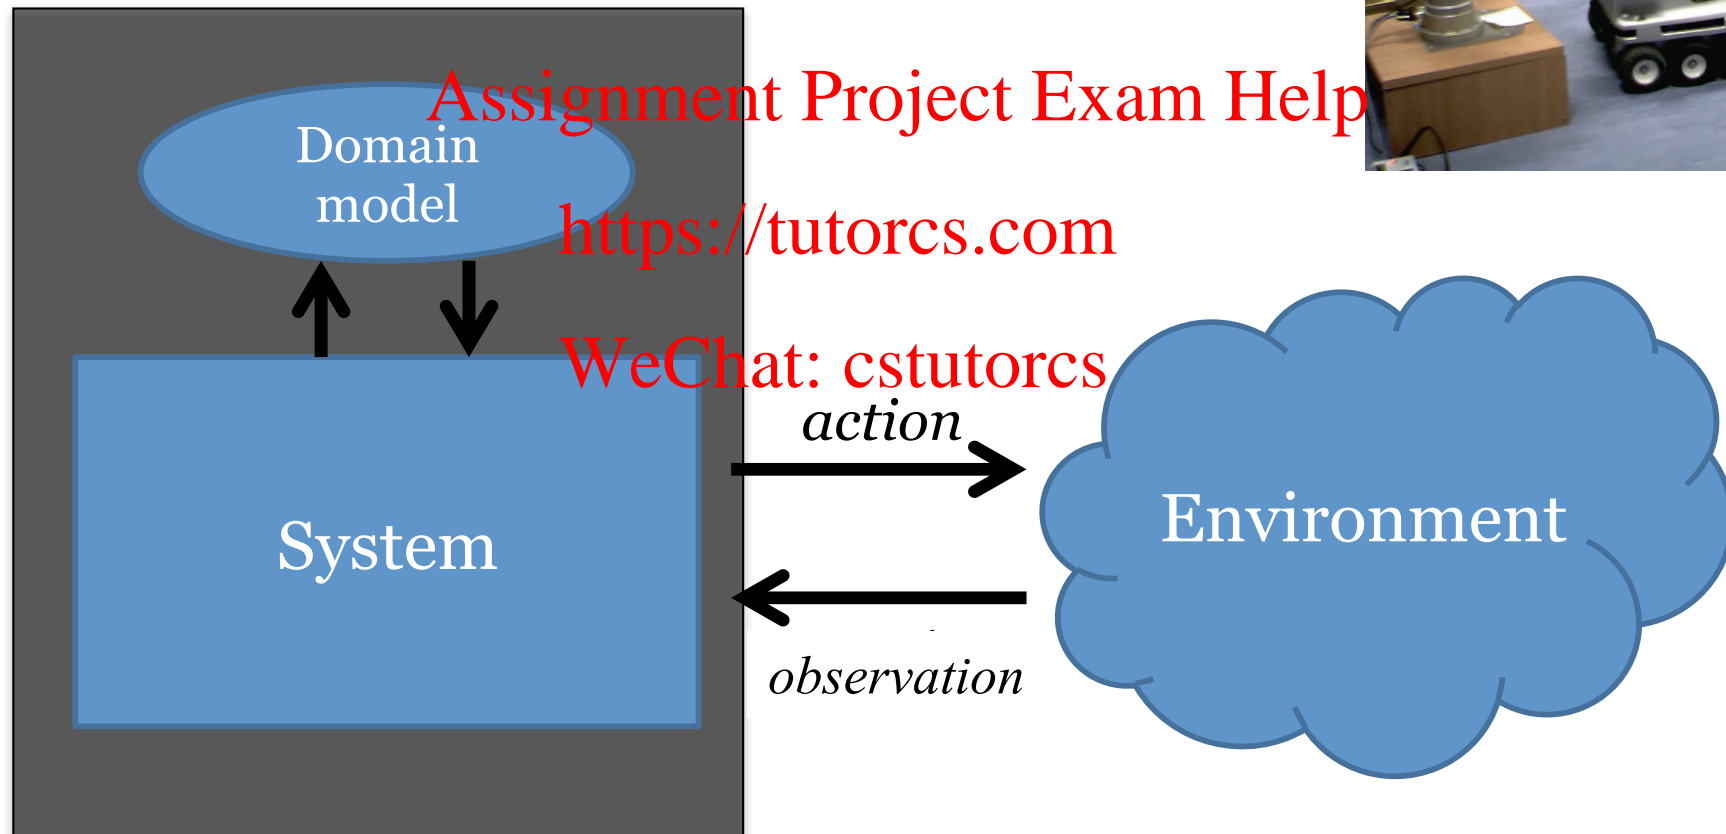 Assignment Project Exam Help
Domain
model
https://tutorcs.com
WeChat: cstutorcs
action
Environment
System
observation